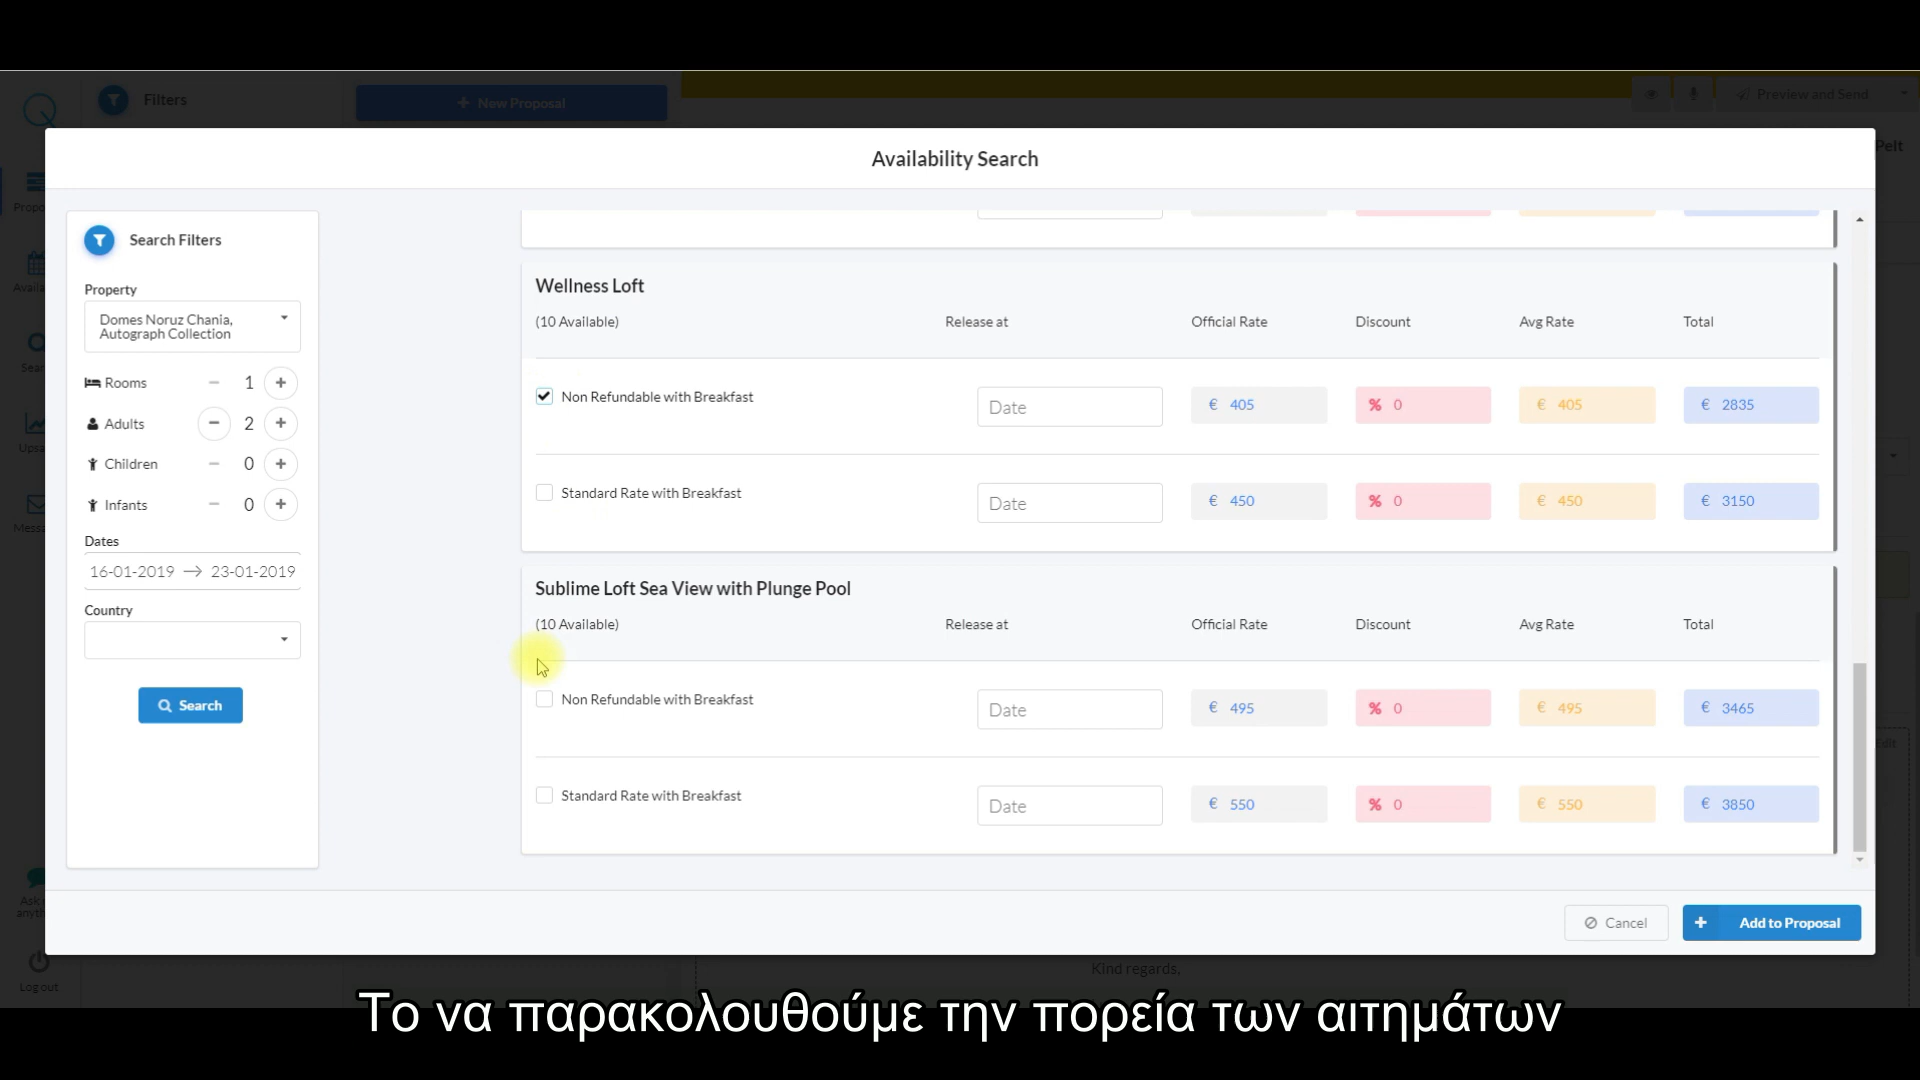 Filters
+ New Proposal
Preview and Send
Pelt
Availability Search
Search Filters
Property
Domes Noruz Chania,
Autograph Collection
Rooms − 1 +
Adults − 2 +
Children − 0 +
Infants − 0 +
Dates
16-01-2019 → 23-01-2019
Country
Search
Wellness Loft
(10 Available) Release at Official Rate Discount Avg Rate Total
Non Refundable with Breakfast Date € 405 % 0 € 405 € 2835
Standard Rate with Breakfast Date € 450 % 0 € 450 € 3150
Sublime Loft Sea View with Plunge Pool
(10 Available) Release at Official Rate Discount Avg Rate Total
Non Refundable with Breakfast Date € 495 % 0 € 495 € 3465
Standard Rate with Breakfast Date € 550 % 0 € 550 € 3850
Cancel
+ Add to Proposal
Edit
Ask
Log out
Kind regards,
Το να παρακολουθούμε την πορεία των αιτημάτων